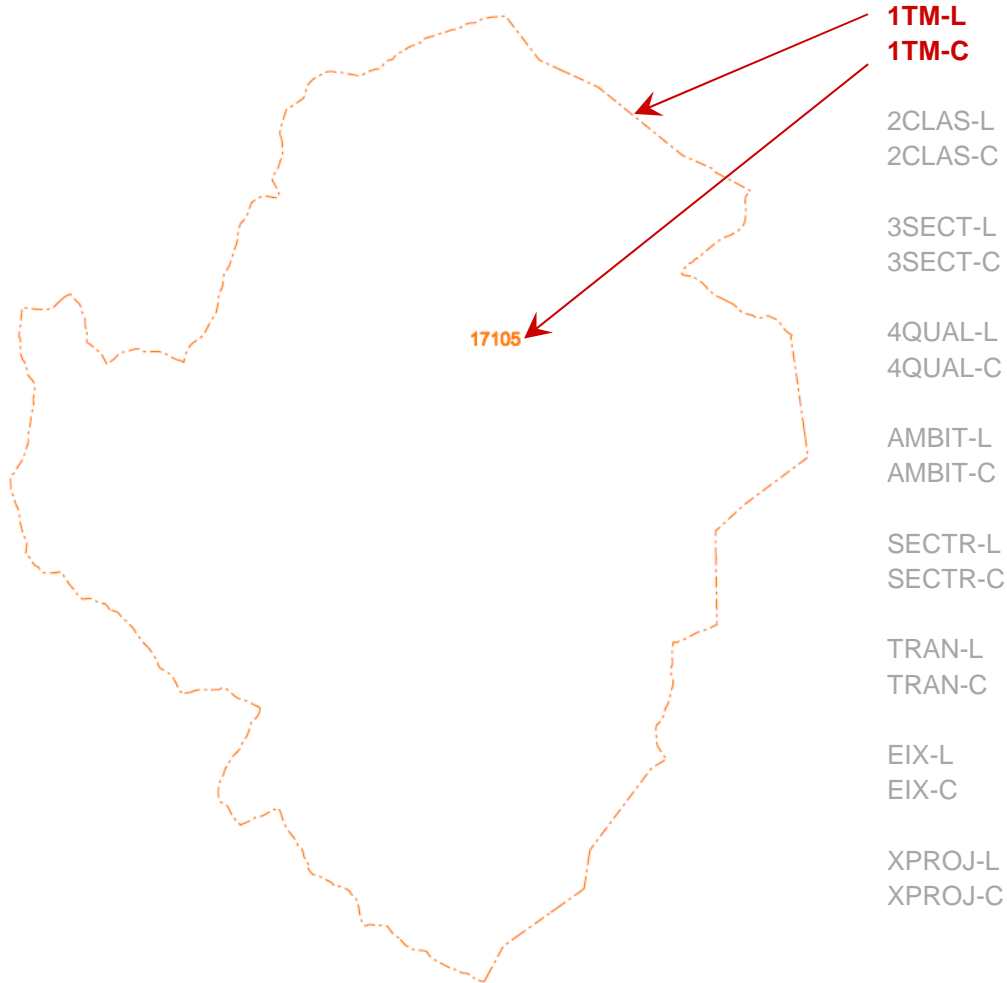 1TM-L
1TM-C
2CLAS-L
2CLAS-C
3SECT-L
3SECT-C
17105
4QUAL-L
4QUAL-C
AMBIT-L
AMBIT-C
SECTR-L
SECTR-C
TRAN-L
TRAN-C
EIX-L
EIX-C
XPROJ-L
XPROJ-C